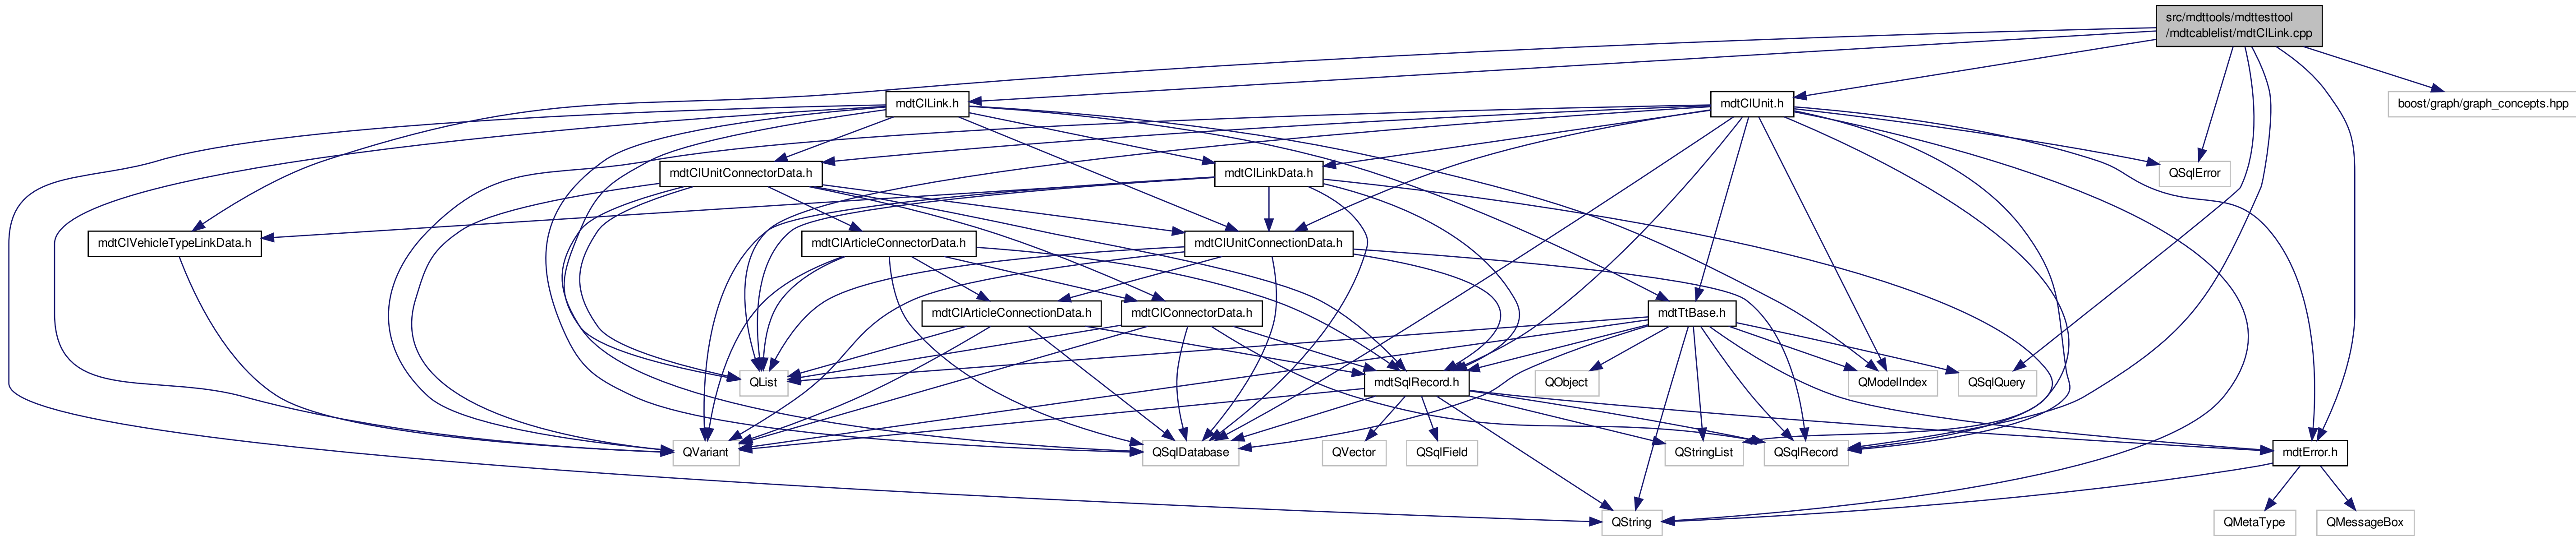 src/mdttools/mdttesttool
/mdtcablelist/mdtClLink.cpp
mdtClLink.h
mdtClUnit.h
boost/graph/graph_concepts.hpp
mdtClUnitConnectorData.h
mdtClLinkData.h
QSqlError
mdtClVehicleTypeLinkData.h
mdtClArticleConnectorData.h
mdtClUnitConnectionData.h
mdtClArticleConnectionData.h
mdtClConnectorData.h
mdtTtBase.h
QList
mdtSqlRecord.h
QObject
QModelIndex
QSqlQuery
QVariant
QSqlDatabase
QVector
QSqlField
QStringList
QSqlRecord
mdtError.h
QString
QMetaType
QMessageBox